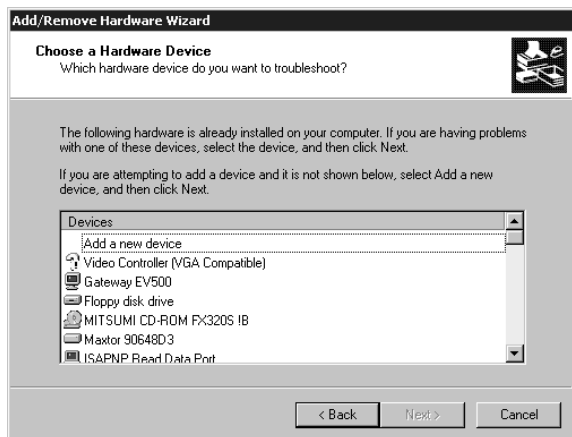 Add/Remove Hardware Wizard
Choose a Hardware Device
Which hardware device do you want to troubleshoot?
The following hardware is already installed on your computer. If you are having problems
with one of these devices, select the device, and then click Next.
If you are attempting to add a device and it is not shown below, select Add a new
device, and then click Next.
Devices
Add a new device
Video Controller (VGA Compatible)
Gateway EV500
Floppy disk drive
MITSUMI CD-ROM FX320S !B
Maxtor 90648D3
ISAPNP Read Data Port
< Back
Next >
Cancel